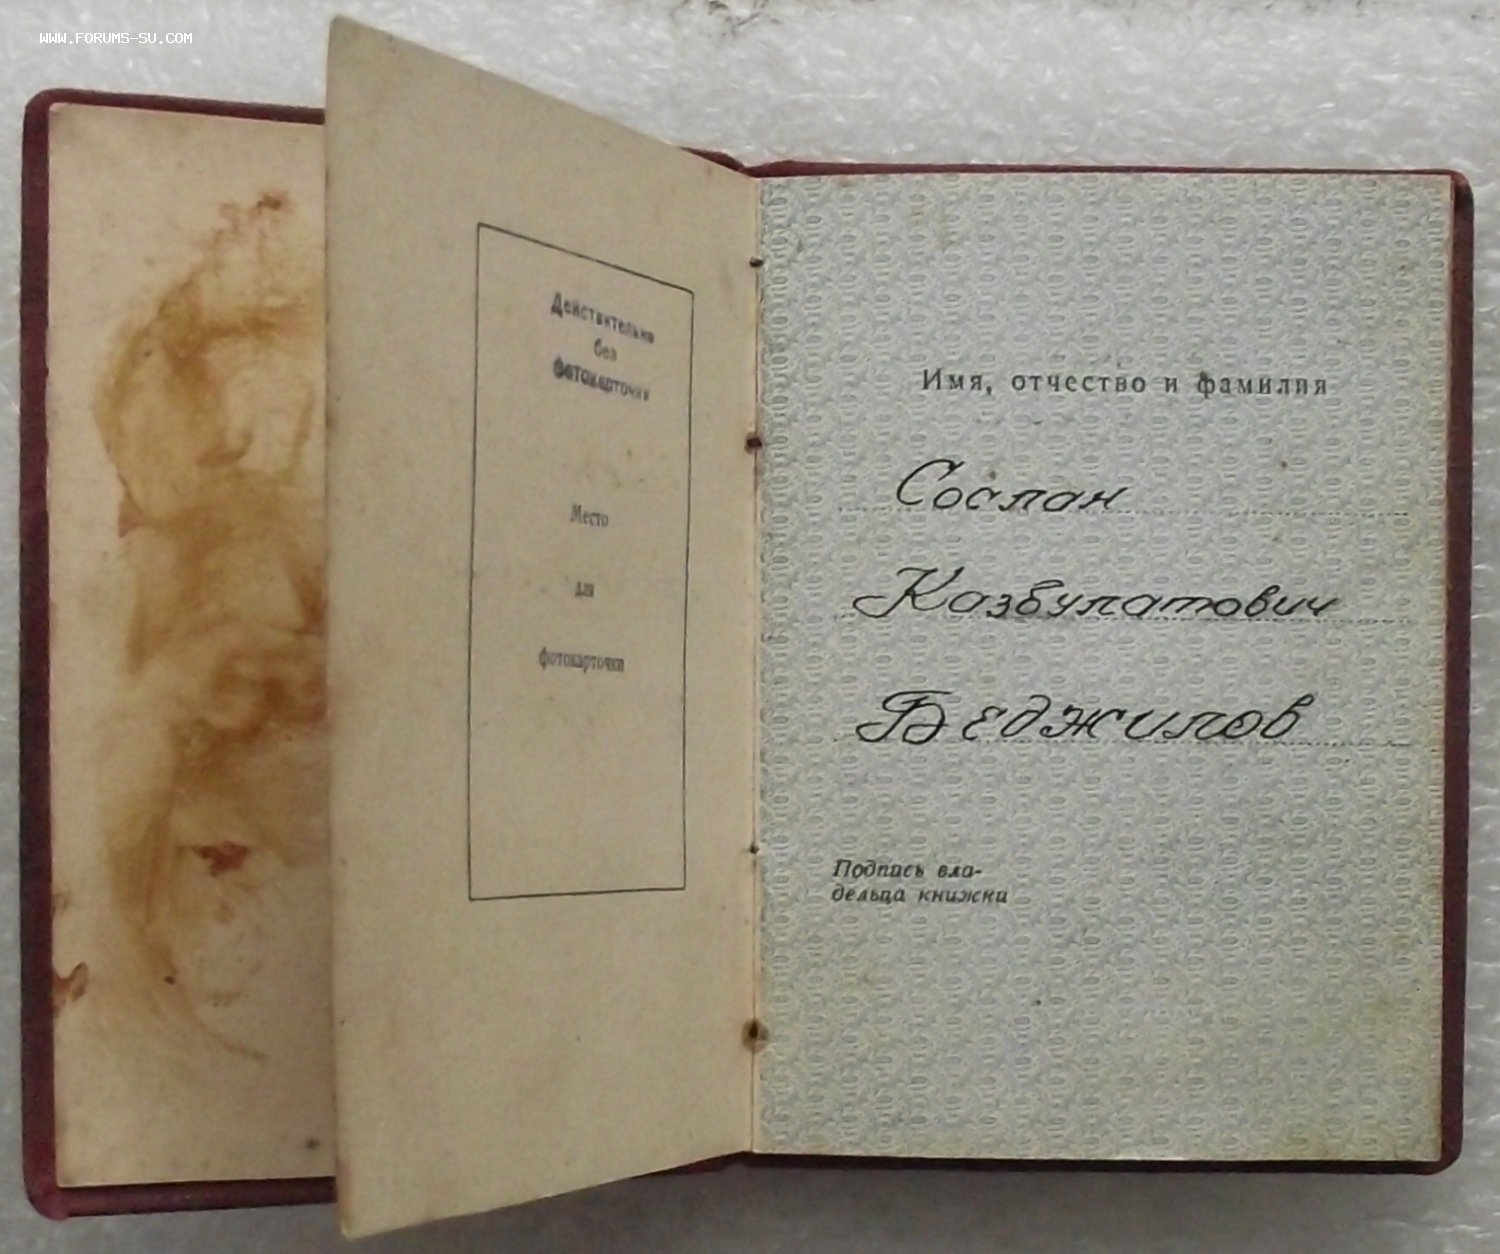 WWW.FORUMS-SU.COM
Действительно
без
фотокарточки
Место
для
фотокарточки
Имя, отчество и фамилия
Сослан
Казбулатович
Беджилов
Подпись вла-
дельца книжки